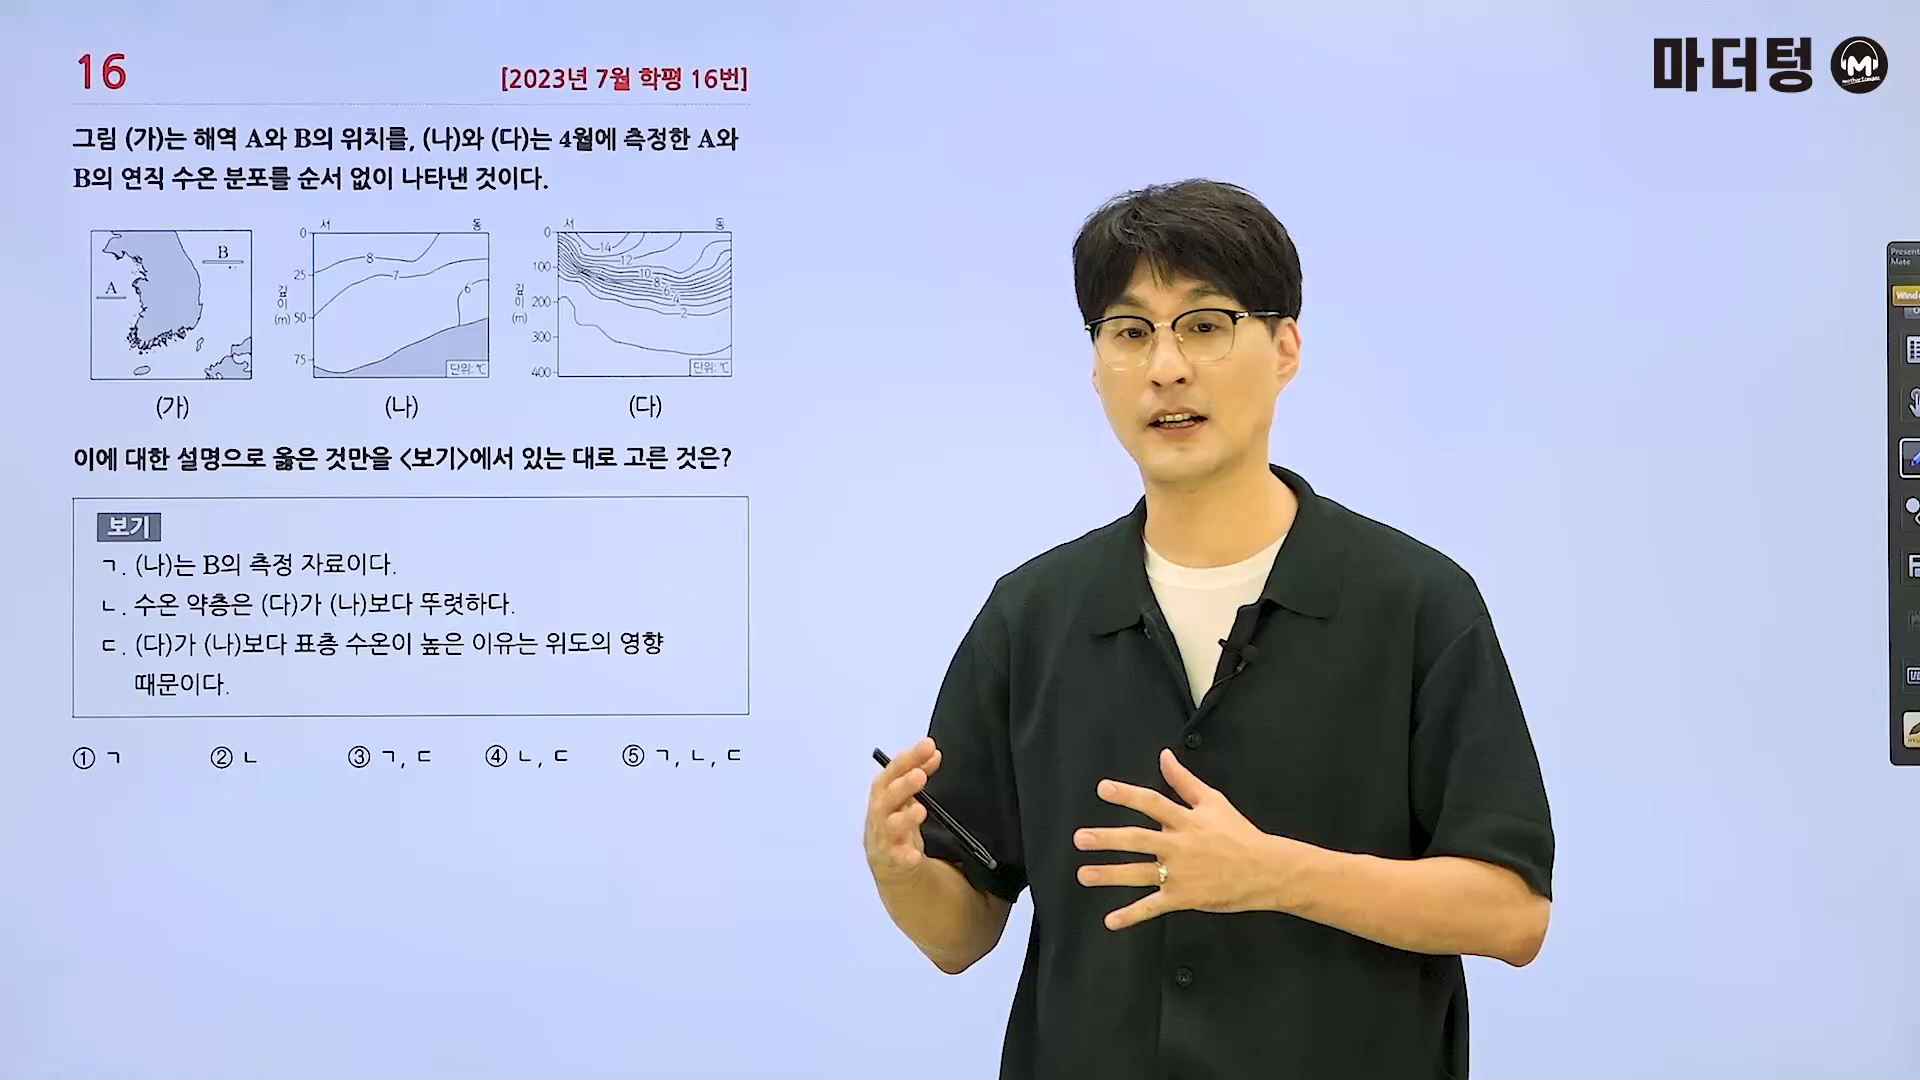 16
[2023년 7월 학평 16번]
마더텅
M
그림 (가)는 해역 A와 B의 위치를, (나)와 (다)는 4월에 측정한 A와
B의 연직 수온 분포를 순서 없이 나타낸 것이다.
A
B
(가)
서 동
0
25
50
75
깊이
(m)
8
7
6
단위: ℃
(나)
서 동
0
100
200
300
400
깊이
(m)
14
12
10
8
6
4
2
단위: ℃
(다)
이에 대한 설명으로 옳은 것만을 <보기>에서 있는 대로 고른 것은?
보기
ㄱ. (나)는 B의 측정 자료이다.
ㄴ. 수온 약층은 (다)가 (나)보다 뚜렷하다.
ㄷ. (다)가 (나)보다 표층 수온이 높은 이유는 위도의 영향
때문이다.
① ㄱ ② ㄴ ③ ㄱ, ㄷ ④ ㄴ, ㄷ ⑤ ㄱ, ㄴ, ㄷ